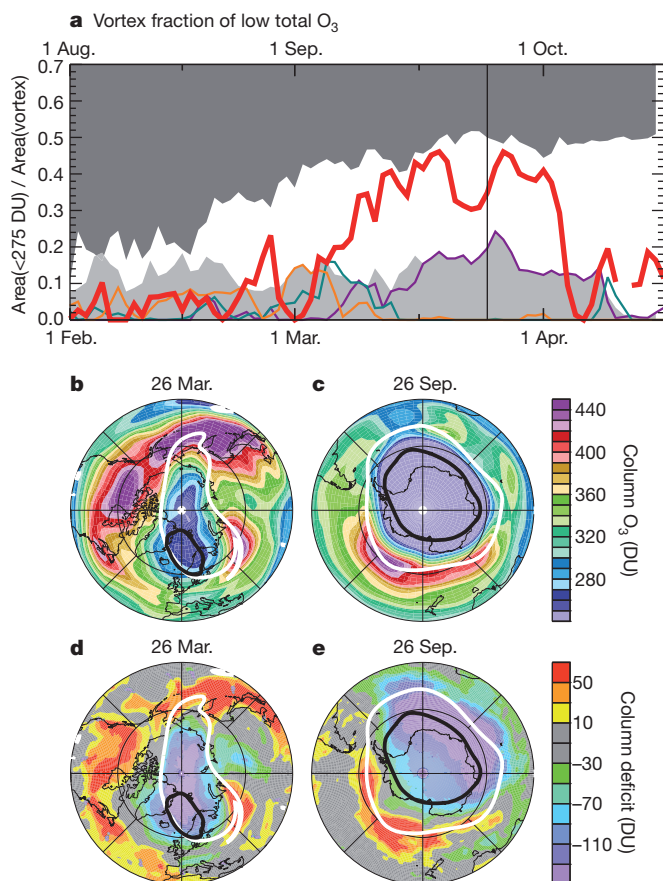 a Vortex fraction of low total O₃
1 Aug. 1 Sep. 1 Oct.
0.7
0.6
0.5
0.4
0.3
0.2
0.1
0.0
Area(<275 DU) / Area(vortex)
1 Feb. 1 Mar. 1 Apr.
b 26 Mar. c 26 Sep.
440
400
360
320
280
Column O₃ (DU)
d 26 Mar. e 26 Sep.
50
10
−30
−70
−110
Column deficit (DU)